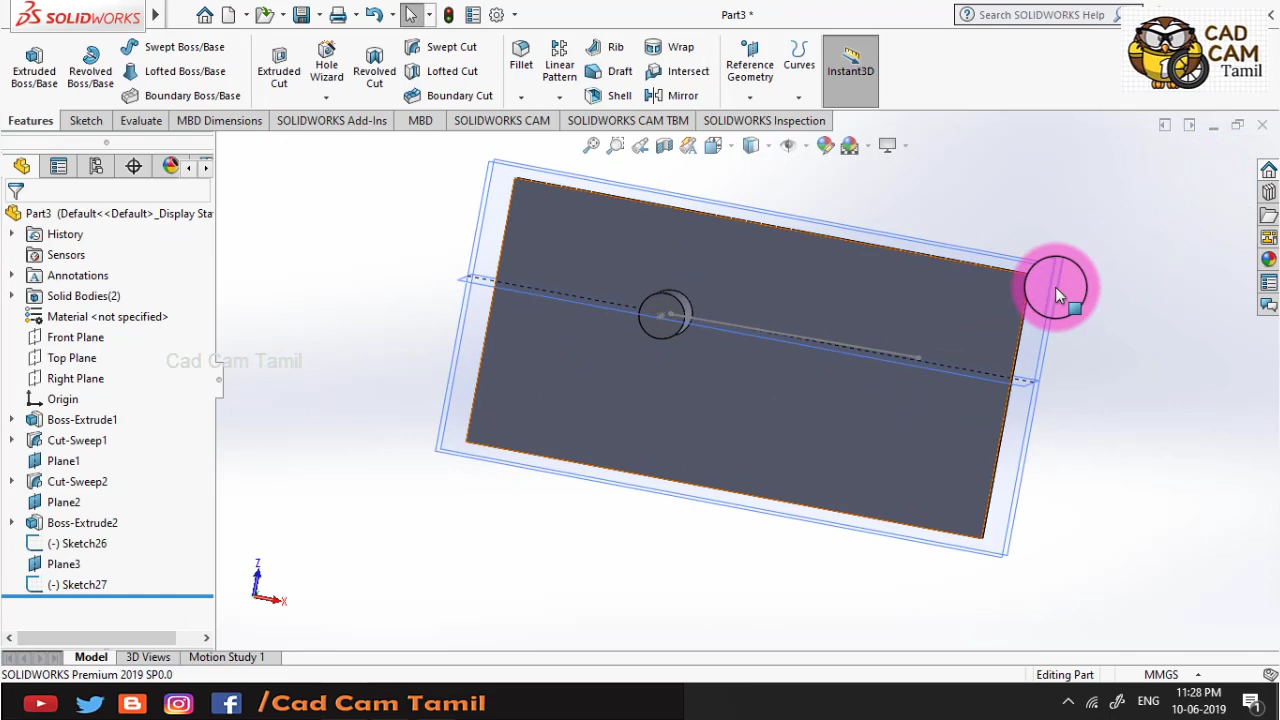 SOLIDWORKS
Part3 *
Search SOLIDWORKS Help
CAD
CAM
Tamil
Extruded
Boss/Base
Revolved
Boss/Base
Swept Boss/Base
Lofted Boss/Base
Boundary Boss/Base
Extruded
Cut
Hole
Wizard
Revolved
Cut
Swept Cut
Lofted Cut
Boundary Cut
Fillet
Linear
Pattern
Rib
Draft
Shell
Wrap
Intersect
Mirror
Reference
Geometry
Curves
Instant3D
Features
Sketch
Evaluate
MBD Dimensions
SOLIDWORKS Add-Ins
MBD
SOLIDWORKS CAM
SOLIDWORKS CAM TBM
SOLIDWORKS Inspection
Part3 (Default<<Default>_Display Sta
History
Sensors
Annotations
Solid Bodies(2)
Material <not specified>
Front Plane
Top Plane
Right Plane
Origin
Boss-Extrude1
Cut-Sweep1
Plane1
Cut-Sweep2
Plane2
Boss-Extrude2
(-) Sketch26
Plane3
(-) Sketch27
Cad Cam Tamil
Z
X
Model
3D Views
Motion Study 1
SOLIDWORKS Premium 2019 SP0.0
Editing Part
MMGS
/Cad Cam Tamil
ENG
11:28 PM
10-06-2019
1